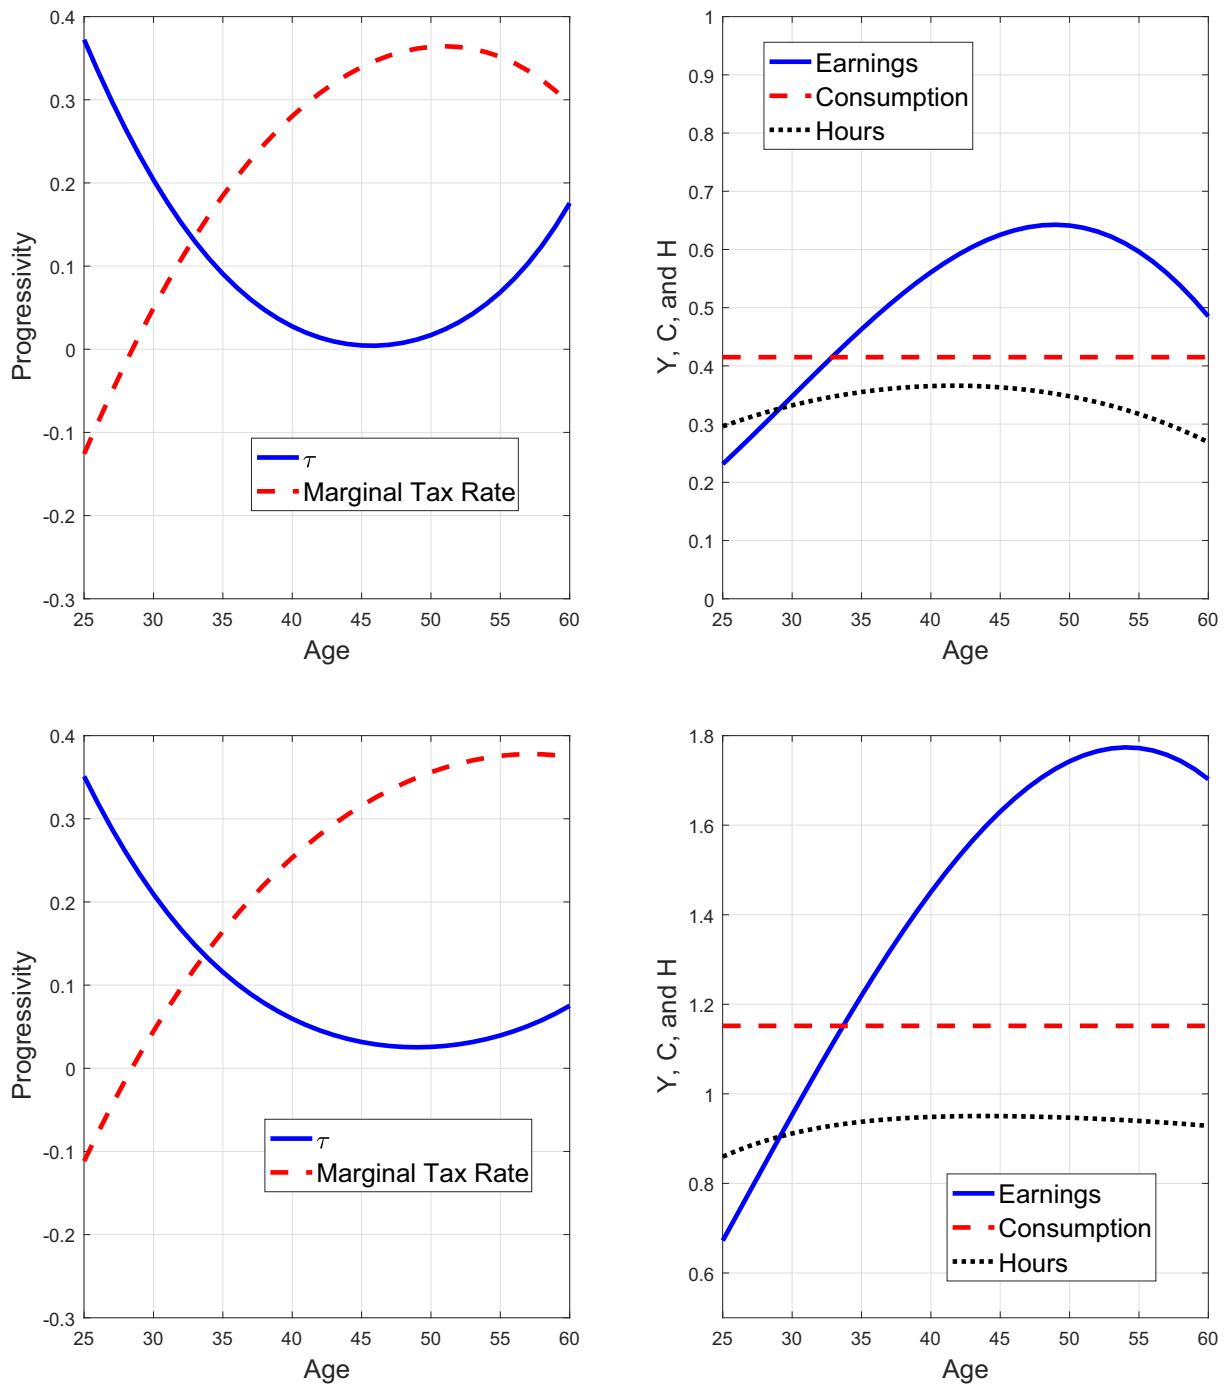 0.4
0.3
0.2
0.1
0
-0.1
-0.2
-0.3
25 30 35 40 45 50 55 60
Age
Progressivity
τ
Marginal Tax Rate
1
0.9
0.8
0.7
0.6
0.5
0.4
0.3
0.2
0.1
0
25 30 35 40 45 50 55 60
Age
Y, C, and H
Earnings
Consumption
Hours
0.4
0.3
0.2
0.1
0
-0.1
-0.2
-0.3
25 30 35 40 45 50 55 60
Age
Progressivity
τ
Marginal Tax Rate
1.8
1.6
1.4
1.2
1
0.8
0.6
25 30 35 40 45 50 55 60
Age
Y, C, and H
Earnings
Consumption
Hours